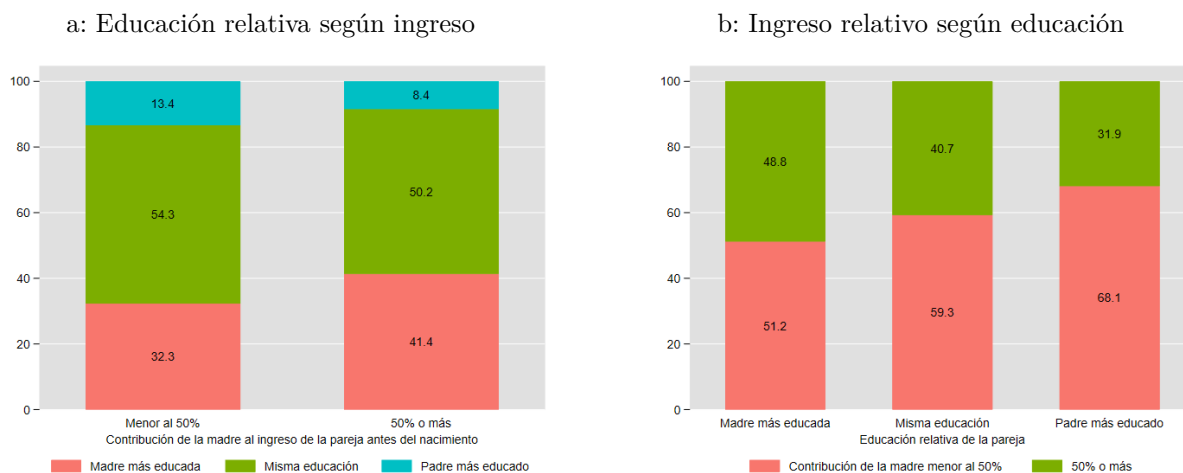 a: Educación relativa según ingreso
100
80
60
40
20
0
13.4
54.3
32.3
8.4
50.2
41.4
Menor al 50%
50% o más
Contribución de la madre al ingreso de la pareja antes del nacimiento
Madre más educada
Misma educación
Padre más educado
b: Ingreso relativo según educación
100
80
60
40
20
0
48.8
51.2
40.7
59.3
31.9
68.1
Madre más educada
Misma educación
Padre más educado
Educación relativa de la pareja
Contribución de la madre menor al 50%
50% o más